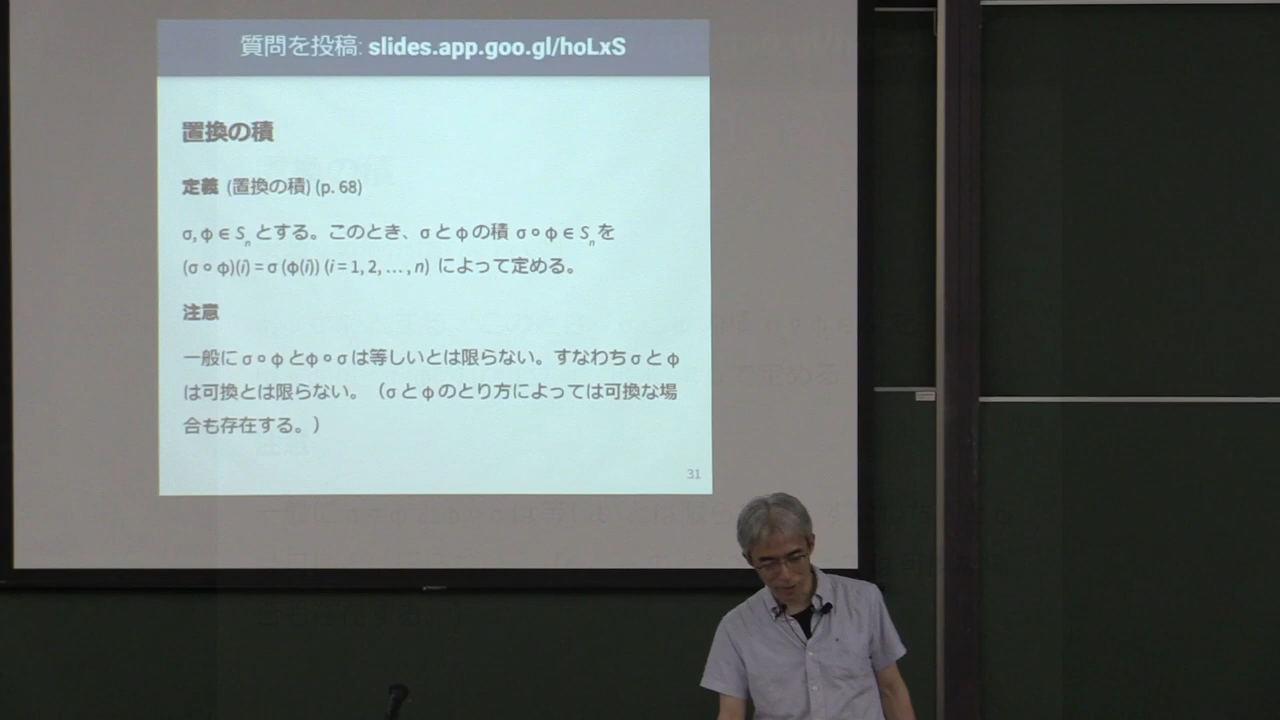 質問を投稿: slides.app.goo.gl/hoLxS
置換の積
定義 (置換の積) (p. 68)
σ, φ ∈ Sₙ とする。このとき、σ と φ の積 σ∘φ ∈ Sₙ を
(σ∘φ)(i) = σ (φ(i)) (i = 1, 2, … , n) によって定める。
注意
一般に σ∘φ と φ∘σ は等しいとは限らない。すなわち σ と φ
は可換とは限らない。（σ と φ のとり方によっては可換な場
合も存在する。）
31